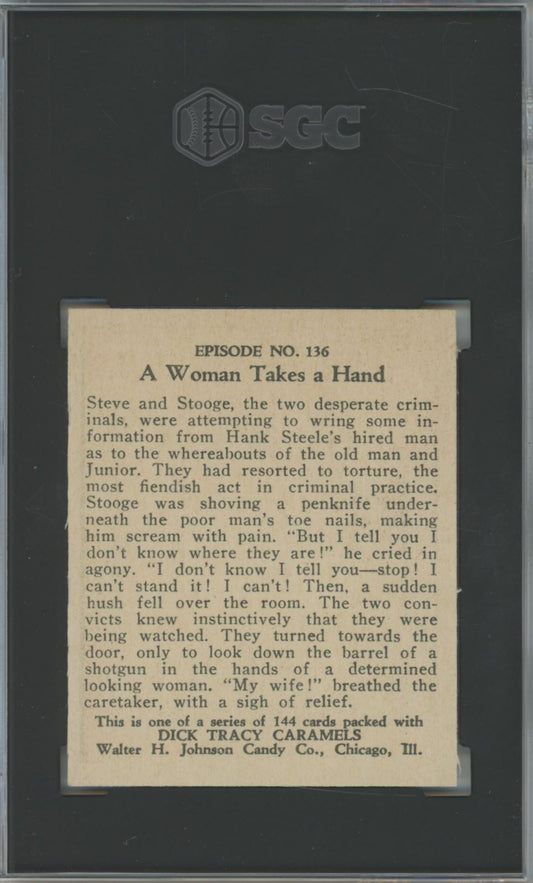 SGC
EPISODE NO. 136
A Woman Takes a Hand
Steve and Stooge, the two desperate crim-
inals, were attempting to wring some in-
formation from Hank Steele's hired man
as to the whereabouts of the old man and
Junior. They had resorted to torture, the
most fiendish act in criminal practice.
Stooge was shoving a penknife under-
neath the poor man's toe nails, making
him scream with pain. "But I tell you I
don't know where they are!" he cried in
agony. "I don't know I tell you—stop! I
can't stand it! I can't! Then, a sudden
hush fell over the room. The two con-
victs knew instinctively that they were
being watched. They turned towards the
door, only to look down the barrel of a
shotgun in the hands of a determined
looking woman. "My wife!" breathed the
caretaker, with a sigh of relief.
This is one of a series of 144 cards packed with
DICK TRACY CARAMELS
Walter H. Johnson Candy Co., Chicago, Ill.